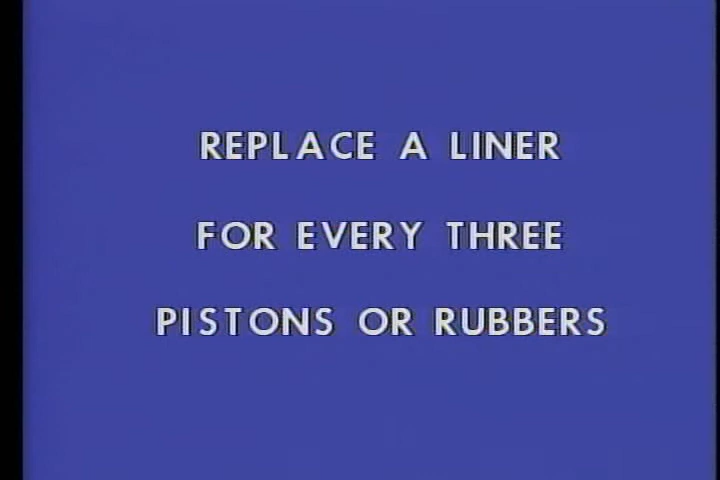 REPLACE A LINER
FOR EVERY THREE
PISTONS OR RUBBERS